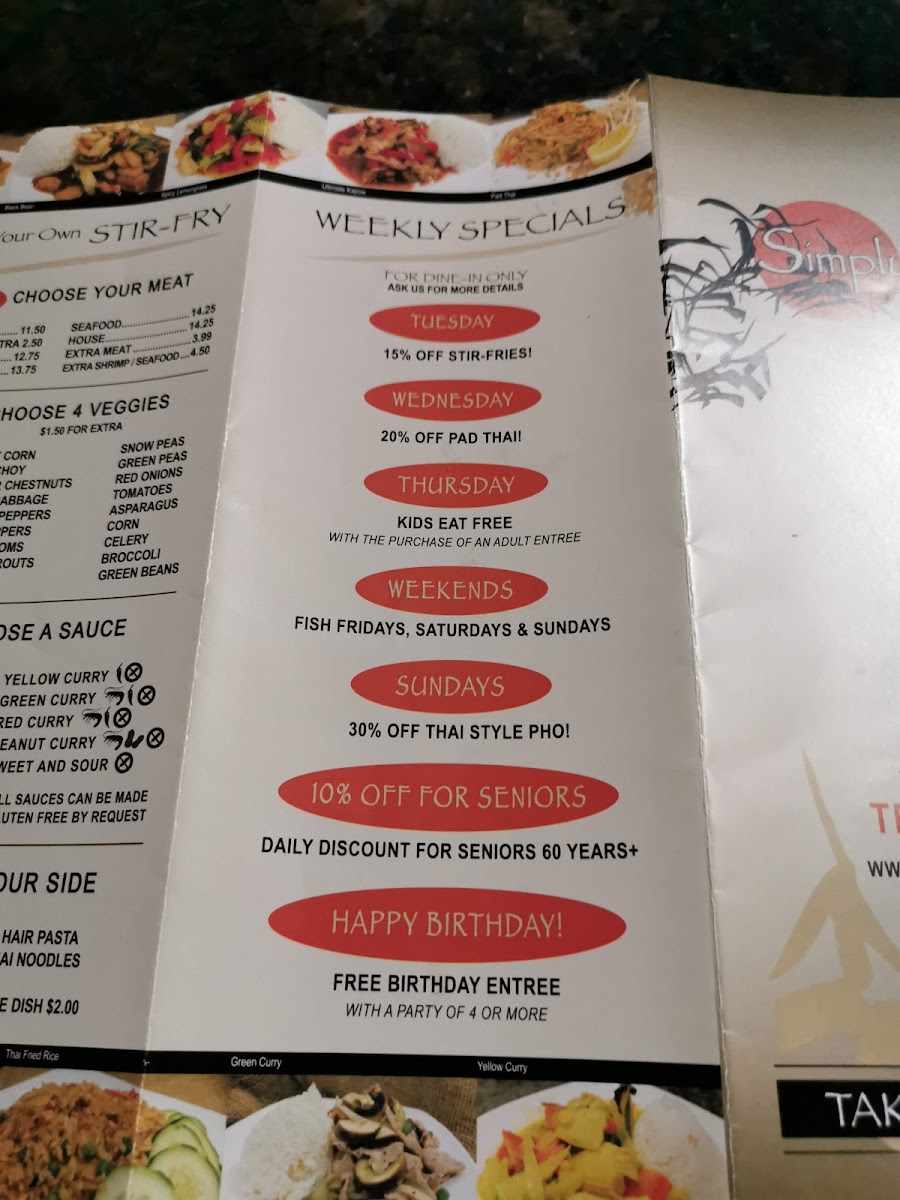 Black Bean
Spicy Lemongrass
Ultimate Kapow
Pad Thai
Your Own STIR-FRY
CHOOSE YOUR MEAT
11.50
TRA 2.50
12.75
13.75
SEAFOOD.....................14.25
HOUSE..........................14.25
EXTRA MEAT..................3.99
EXTRA SHRIMP / SEAFOOD....4.50
CHOOSE 4 VEGGIES
$1.50 FOR EXTRA
CORN
CHOY
CHESTNUTS
ABBAGE
PEPPERS
PPERS
OMS
ROUTS
SNOW PEAS
GREEN PEAS
RED ONIONS
TOMATOES
ASPARAGUS
CORN
CELERY
BROCCOLI
GREEN BEANS
OSE A SAUCE
YELLOW CURRY
GREEN CURRY
RED CURRY
EANUT CURRY
WEET AND SOUR
LL SAUCES CAN BE MADE
LUTEN FREE BY REQUEST
OUR SIDE
HAIR PASTA
AI NOODLES
E DISH $2.00
Thai Fried Rice
WEEKLY SPECIALS
FOR DINE-IN ONLY
ASK US FOR MORE DETAILS
TUESDAY
15% OFF STIR-FRIES!
WEDNESDAY
20% OFF PAD THAI!
THURSDAY
KIDS EAT FREE
WITH THE PURCHASE OF AN ADULT ENTREE
WEEKENDS
FISH FRIDAYS, SATURDAYS & SUNDAYS
SUNDAYS
30% OFF THAI STYLE PHO!
10% OFF FOR SENIORS
DAILY DISCOUNT FOR SENIORS 60 YEARS+
HAPPY BIRTHDAY!
FREE BIRTHDAY ENTREE
WITH A PARTY OF 4 OR MORE
Green Curry
Yellow Curry
Simply
TAK